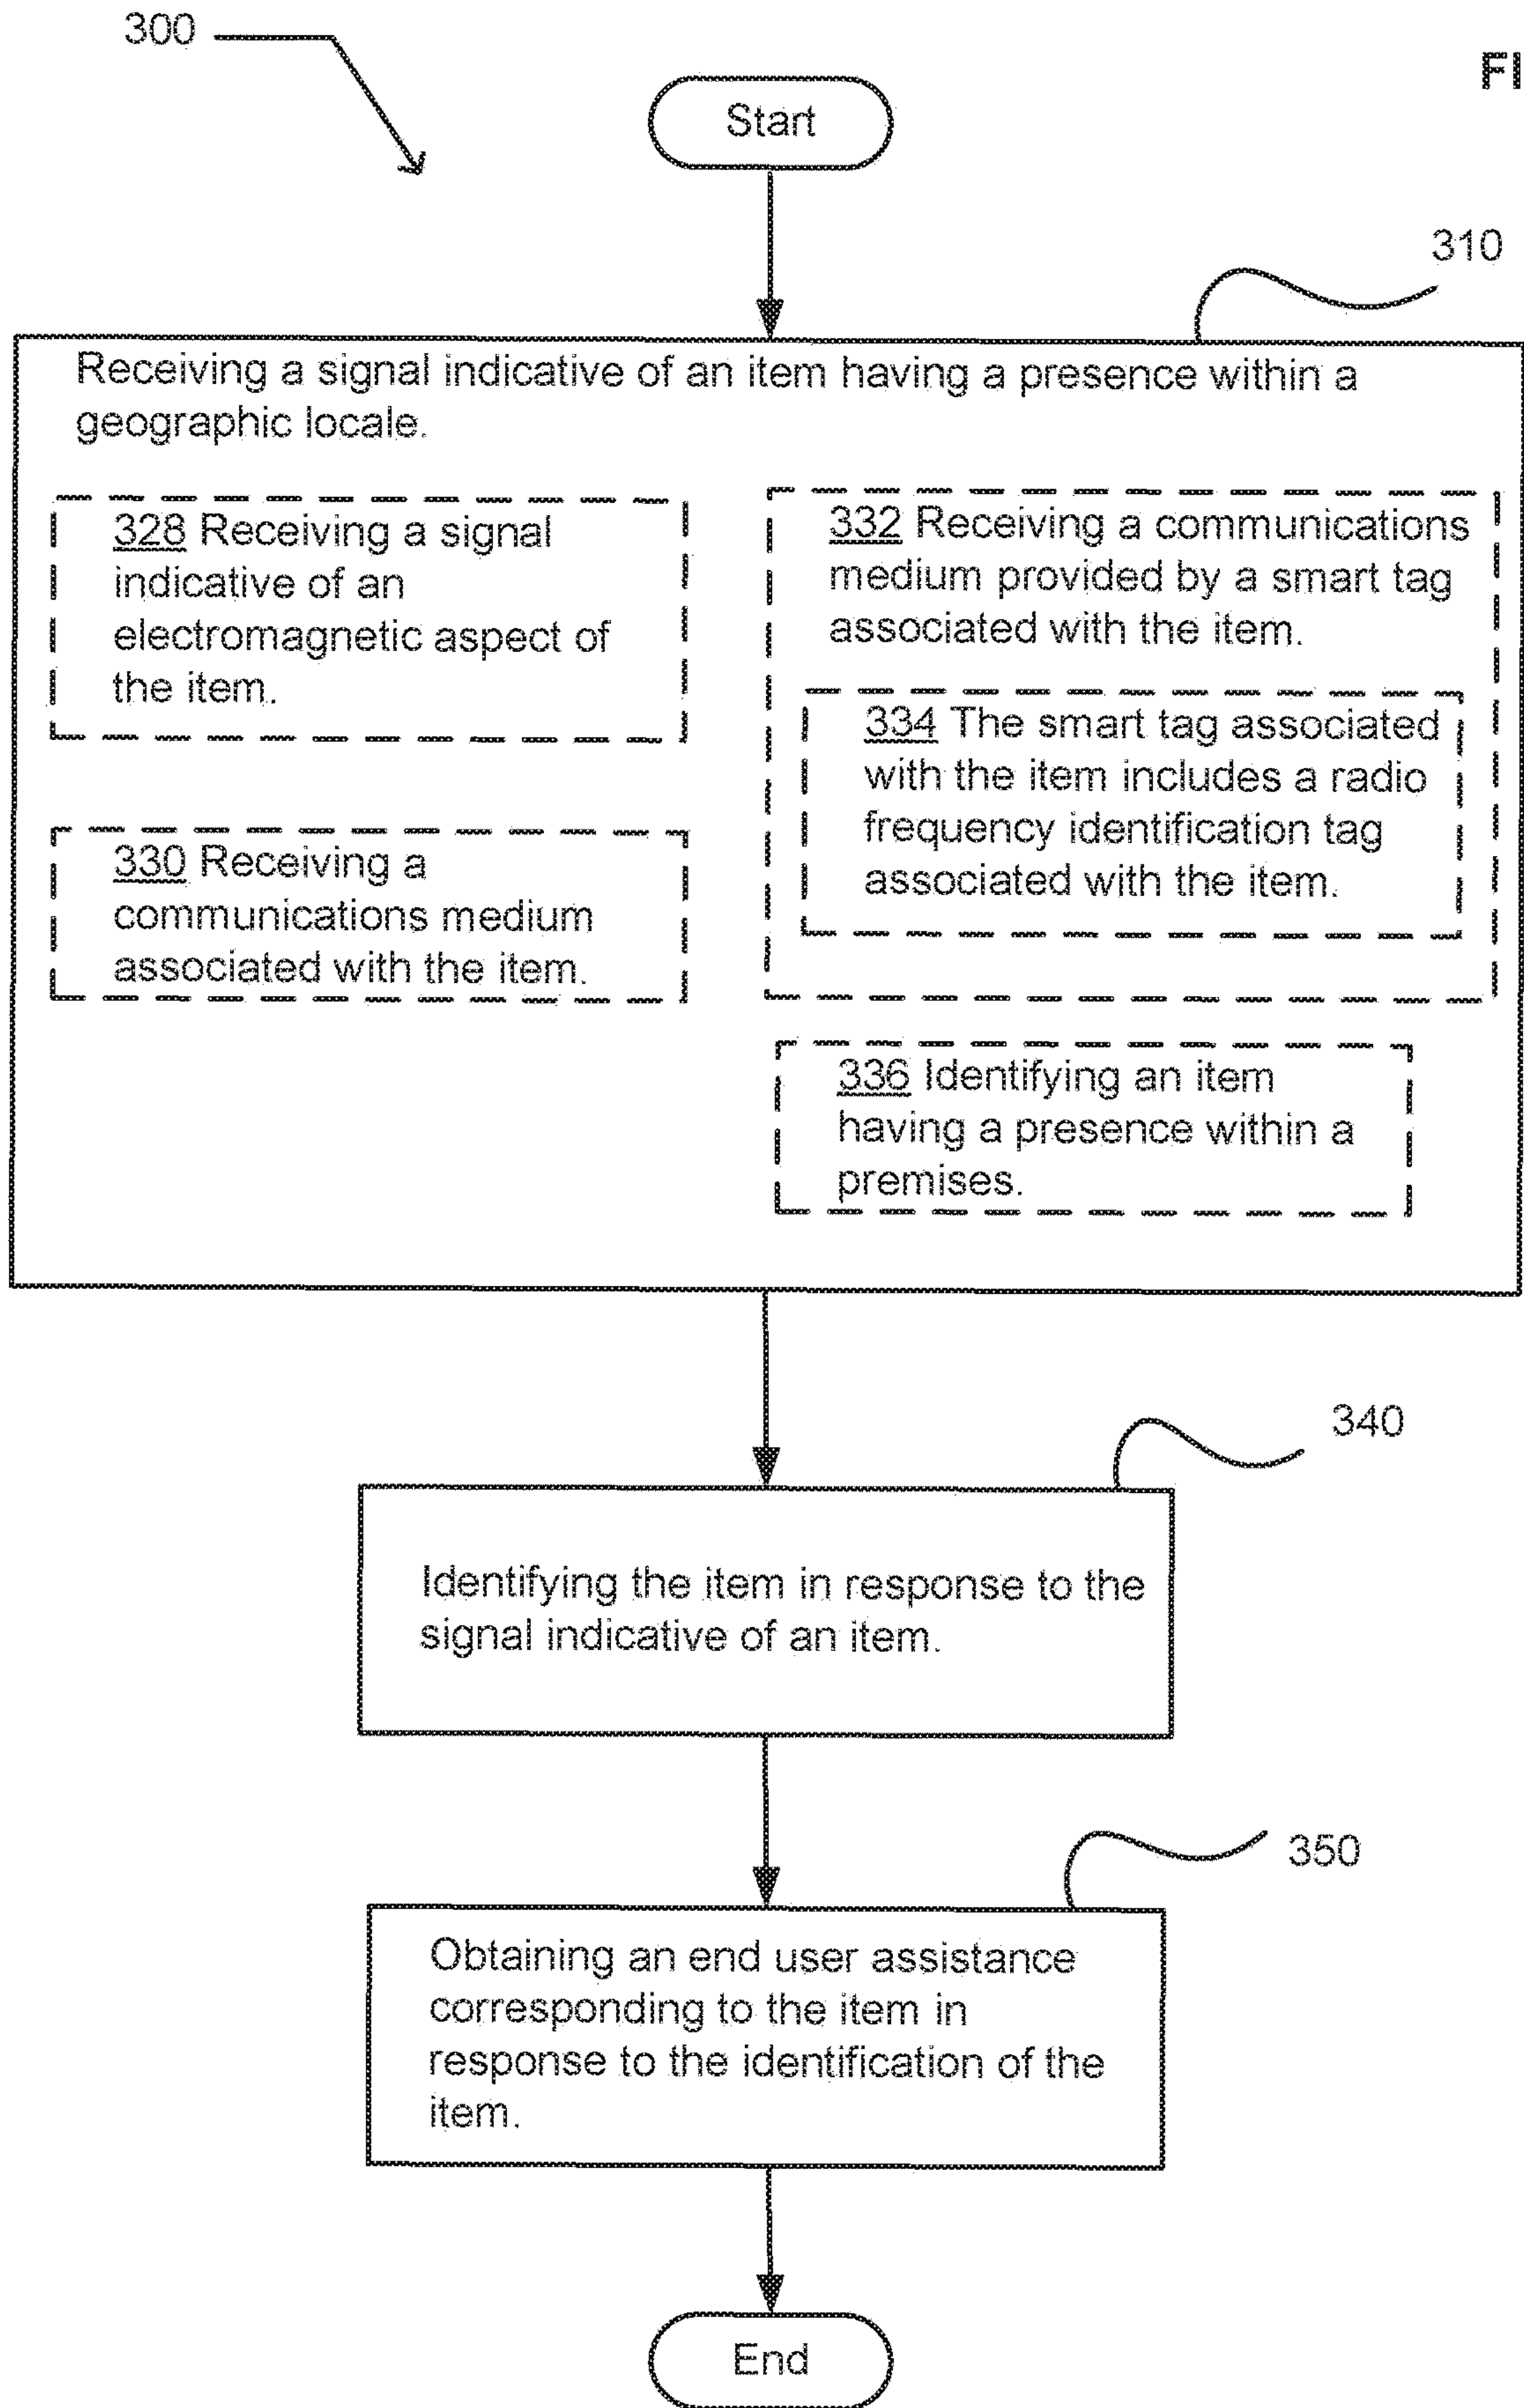 300
FI
Start
310
Receiving a signal indicative of an item having a presence within a
geographic locale.
328 Receiving a signal
indicative of an
electromagnetic aspect of
the item.
330 Receiving a
communications medium
associated with the item.
332 Receiving a communications
medium provided by a smart tag
associated with the item.
334 The smart tag associated
with the item includes a radio
frequency identification tag
associated with the item.
336 Identifying an item
having a presence within a
premises.
340
Identifying the item in response to the
signal indicative of an item.
350
Obtaining an end user assistance
corresponding to the item in
response to the identification of the
item.
End